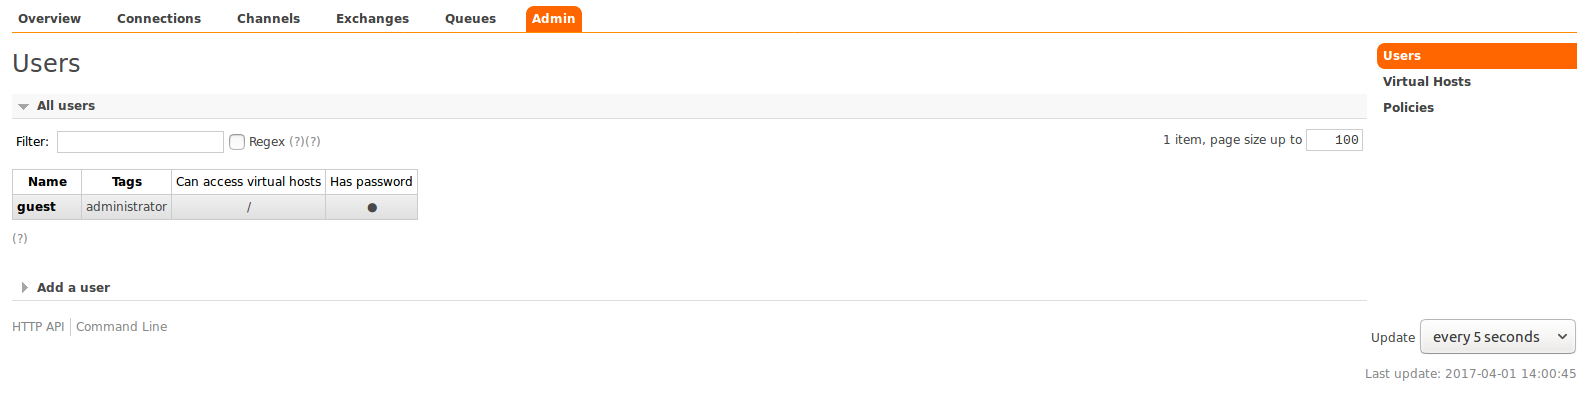 Overview Connections Channels Exchanges Queues Admin
Users
Users
Virtual Hosts
Policies
All users
Filter: Regex (?)(?) 1 item, page size up to 100
Name Tags Can access virtual hosts Has password
guest administrator / ●
(?)
Add a user
HTTP API Command Line
Update every 5 seconds
Last update: 2017-04-01 14:00:45